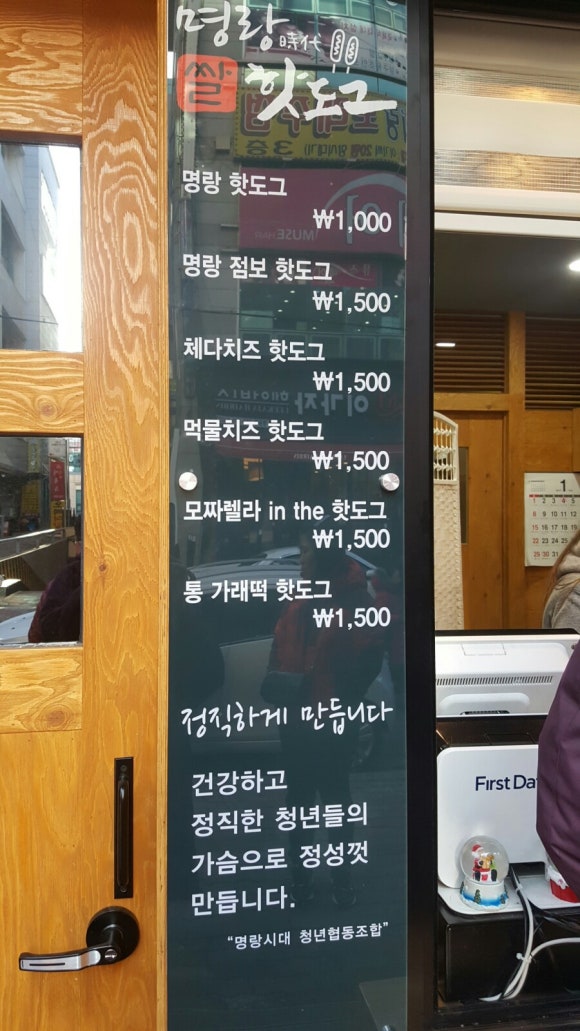 명랑時代
쌀 핫도그
명랑 핫도그
₩1,000
명랑 점보 핫도그
₩1,500
체다치즈 핫도그
₩1,500
먹물치즈 핫도그
₩1,500
모짜렐라 in the 핫도그
₩1,500
통 가래떡 핫도그
₩1,500
정직하게 만듭니다
건강하고
정직한 청년들의
가슴으로 정성껏
만듭니다.
“명랑시대 청년협동조합”
1
First Da